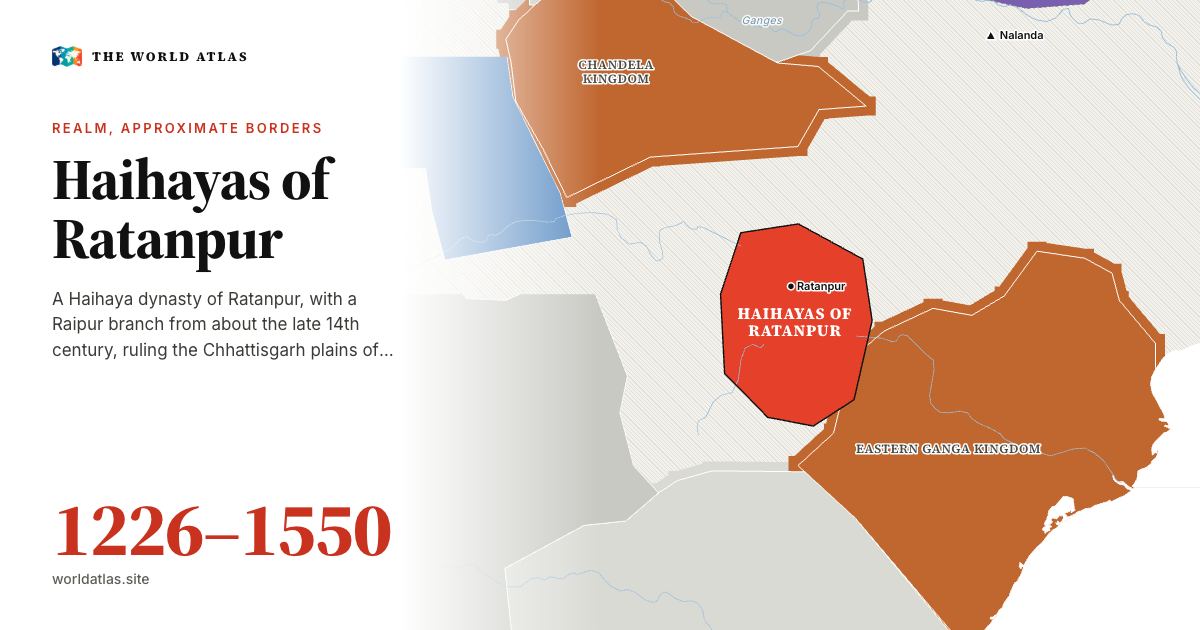 THE WORLD ATLAS
REALM, APPROXIMATE BORDERS
Haihayas of
Ratanpur
A Haihaya dynasty of Ratanpur, with a
Raipur branch from about the late 14th
century, ruling the Chhattisgarh plains of...
1226–1550
worldatlas.site
Ganges
▲ Nalanda
CHANDELA
KINGDOM
Ratanpur
HAIHAYAS OF
RATANPUR
EASTERN GANGA KINGDOM